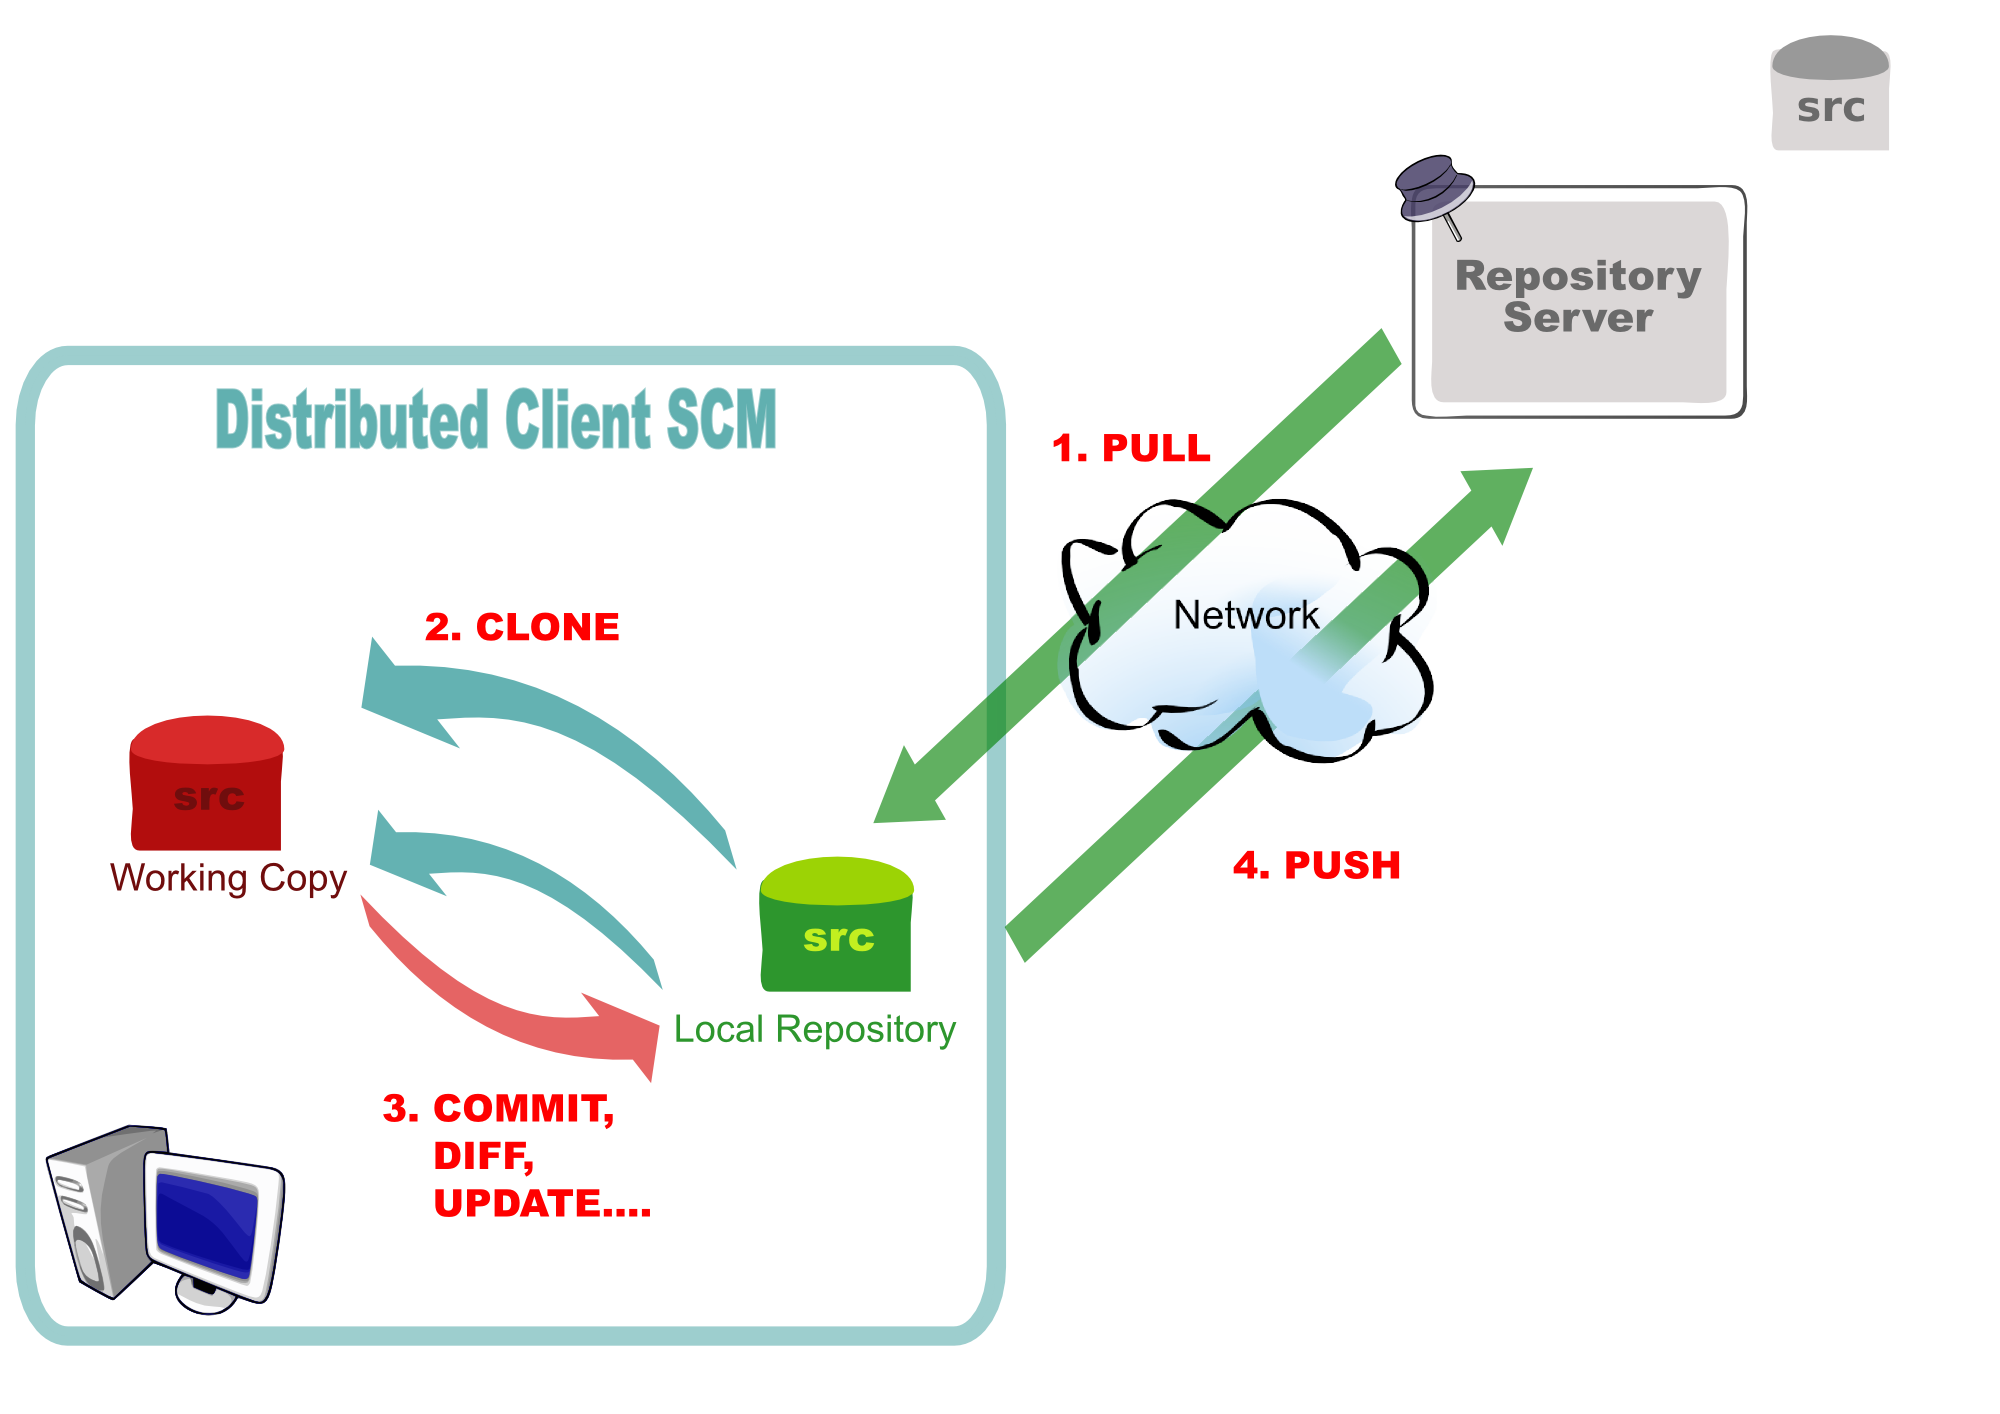 src
Repository
Server
Distributed Client SCM
1. PULL
Network
2. CLONE
src
Working Copy
4. PUSH
src
Local Repository
3. COMMIT,
DIFF,
UPDATE....